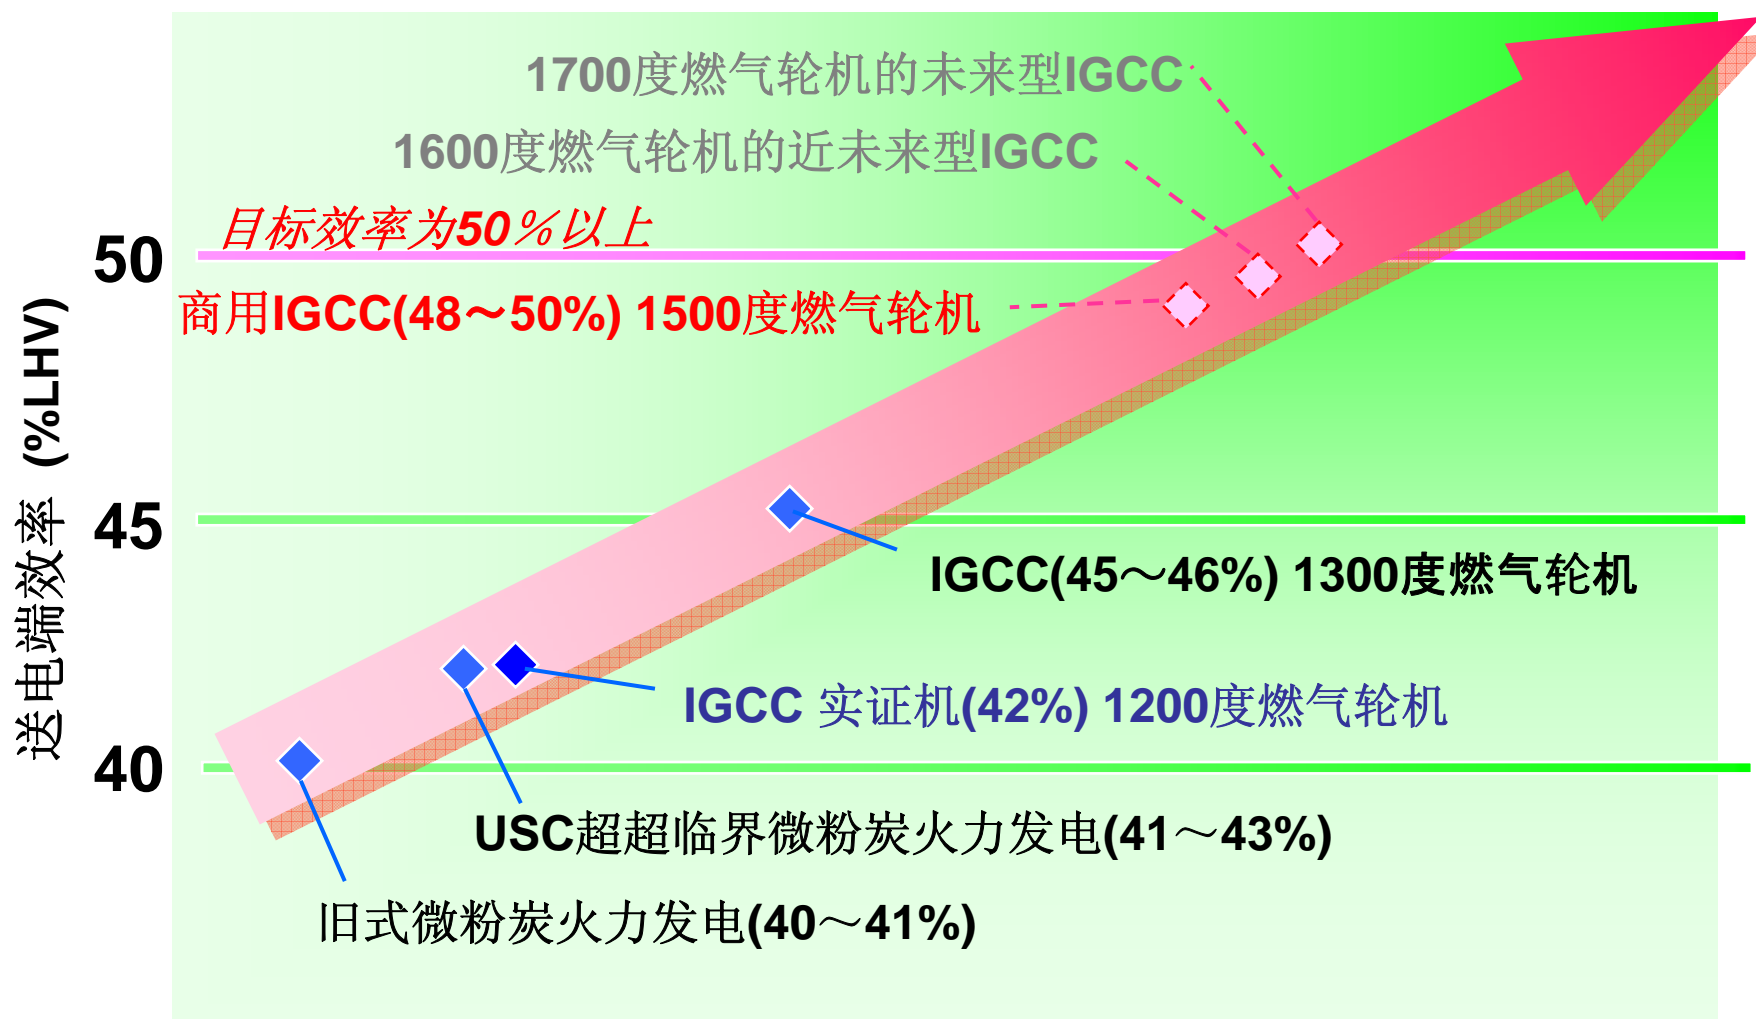 1700度燃气轮机的未来型IGCC
1600度燃气轮机的近未来型IGCC
目标效率为50％以上
50
商用IGCC(48～50%) 1500度燃气轮机
送电端效率 (%LHV)
45
IGCC(45～46%) 1300度燃气轮机
IGCC 实证机(42%) 1200度燃气轮机
40
USC超超临界微粉炭火力发电(41～43%)
旧式微粉炭火力发电(40～41%)